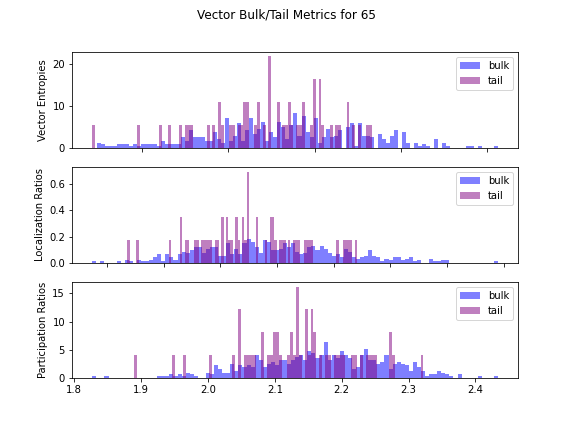 Vector Bulk/Tail Metrics for 65
Vector Entropies
20
10
0
bulk
tail
Localization Ratios
0.6
0.4
0.2
0.0
bulk
tail
Participation Ratios
15
10
5
0
bulk
tail
1.8 1.9 2.0 2.1 2.2 2.3 2.4